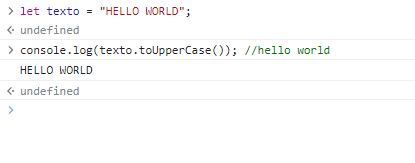 > let texto = "HELLO WORLD";
<· undefined
> console.log(texto.toUpperCase()); //hello world
HELLO WORLD
<· undefined
>